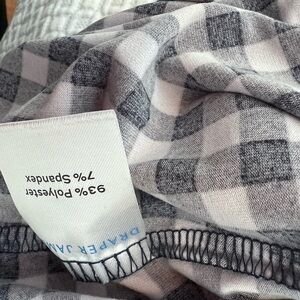 93% Polyester
7% Spandex
DRAPER JAM